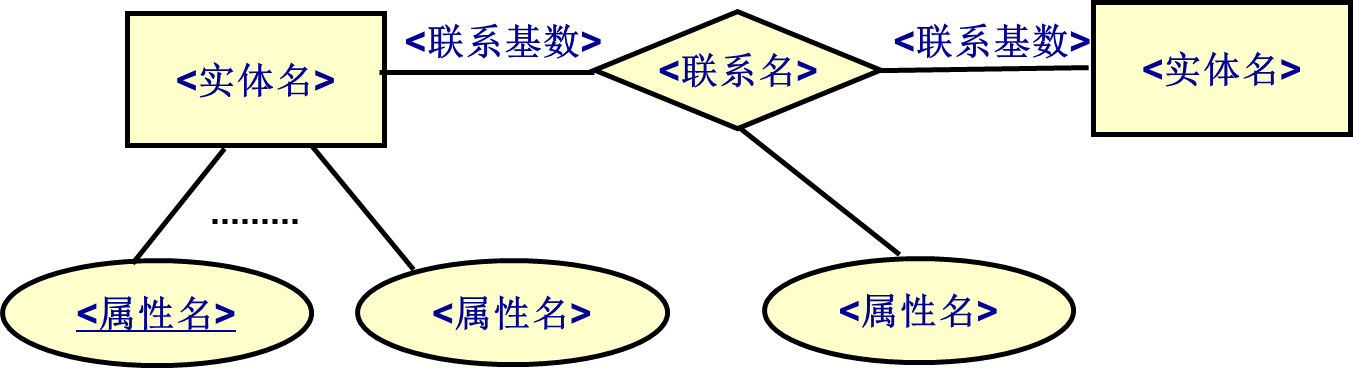 <联系基数>
<联系基数>
<实体名>
<联系名>
<实体名>
.........
<属性名>
<属性名>
<属性名>